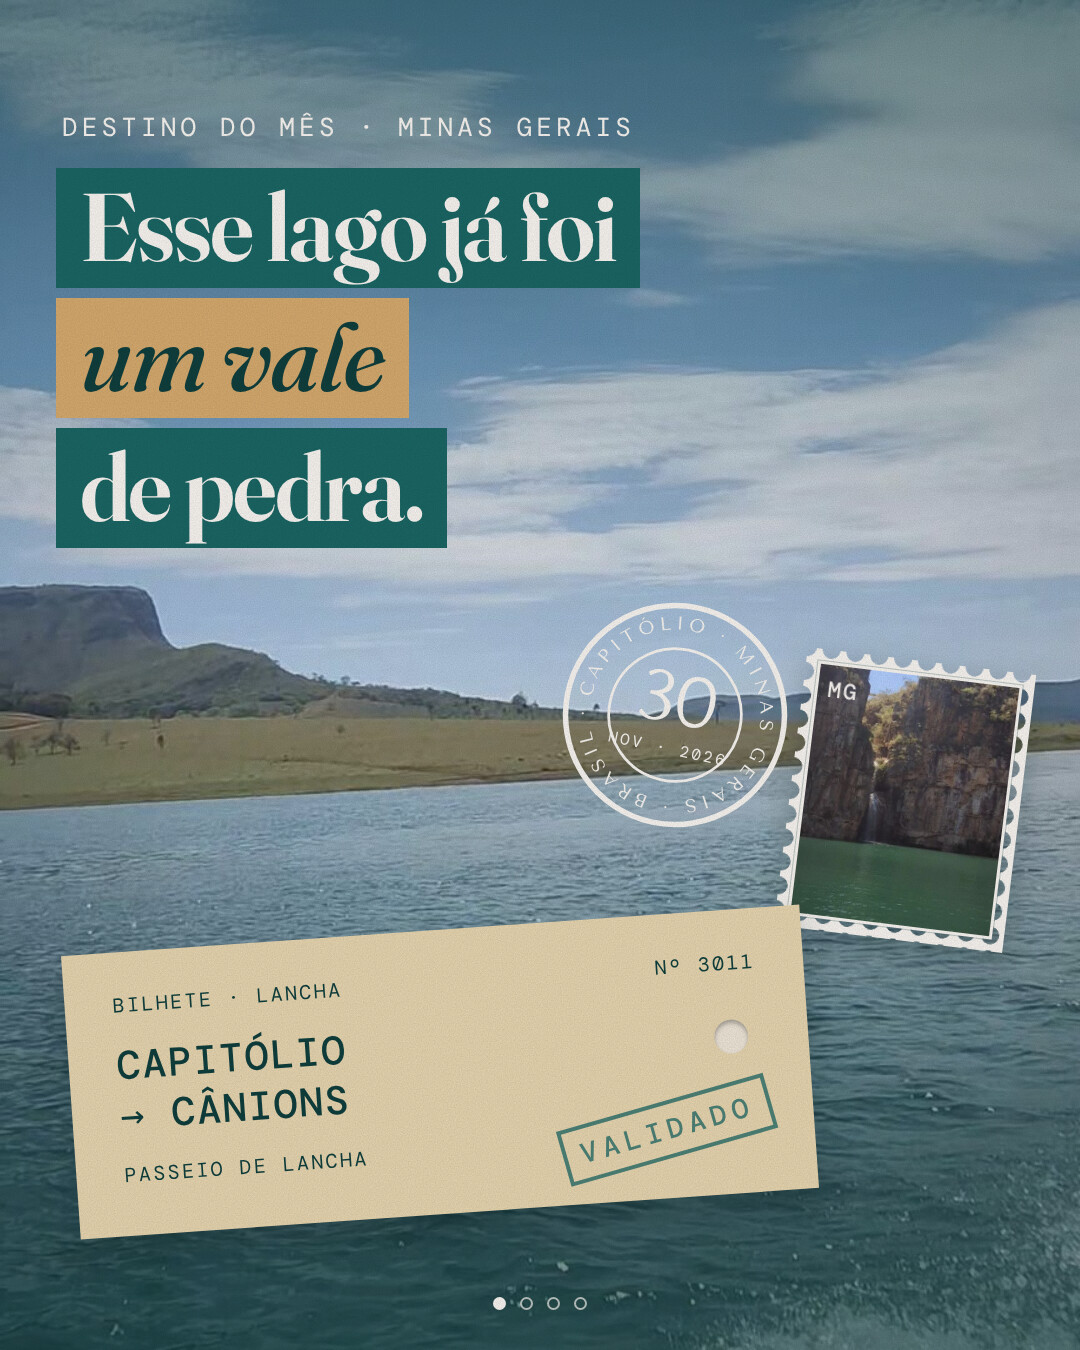 DESTINO DO MÊS · MINAS GERAIS
Esse lago já foi
um vale
de pedra.
· CAPITÓLIO · MINAS GERAIS · BRASIL
30
NOV · 2026
MG
Nº 3011
BILHETE · LANCHA
CAPITÓLIO
→ CÂNIONS
PASSEIO DE LANCHA
VALIDADO